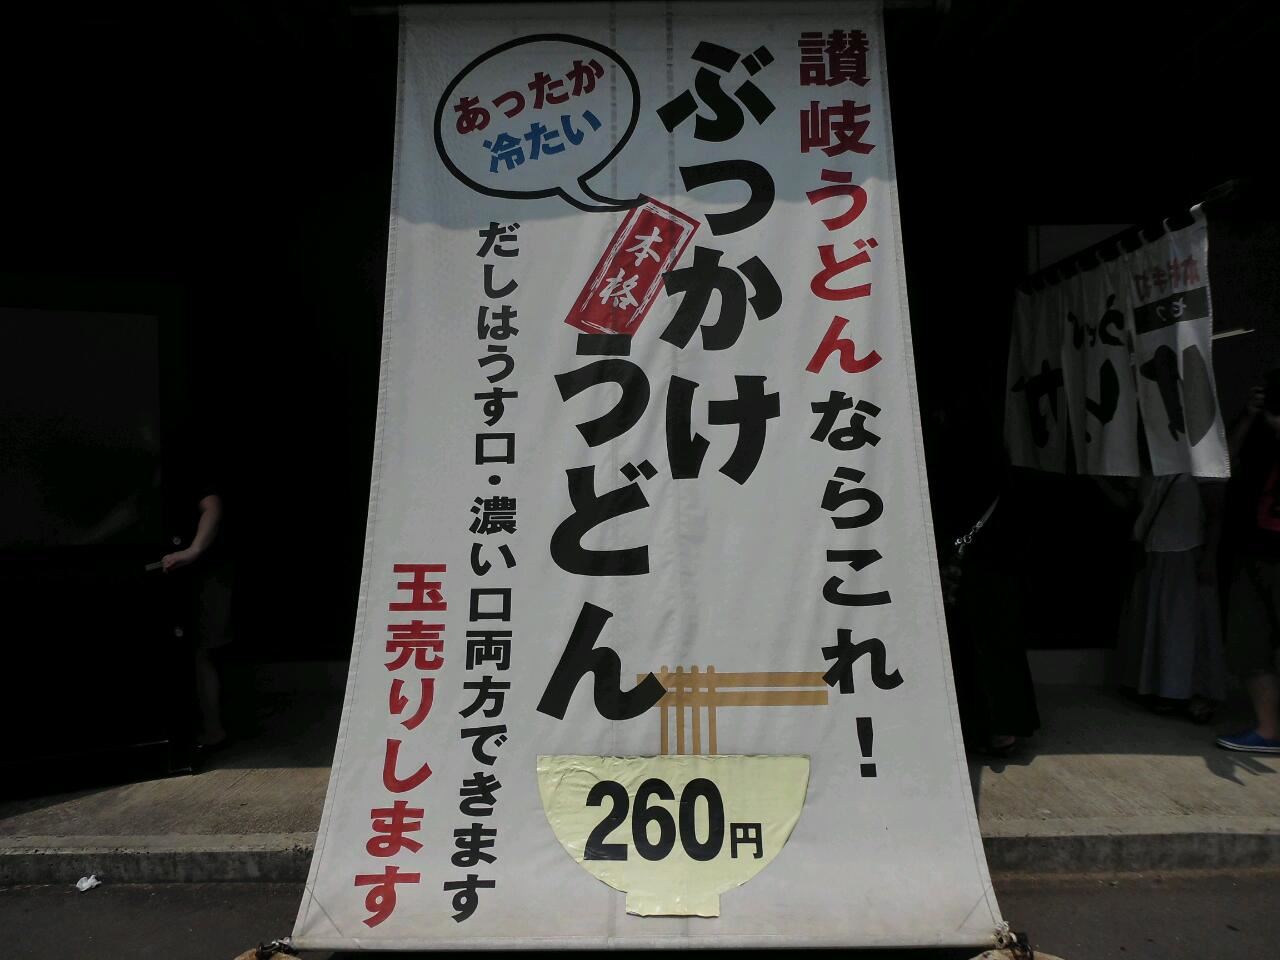 讃岐うどんならこれ！
ぶっかけ
うどん
本格
あったか
冷たい
だしはうす口・濃い口両方できます
玉売りします
260円